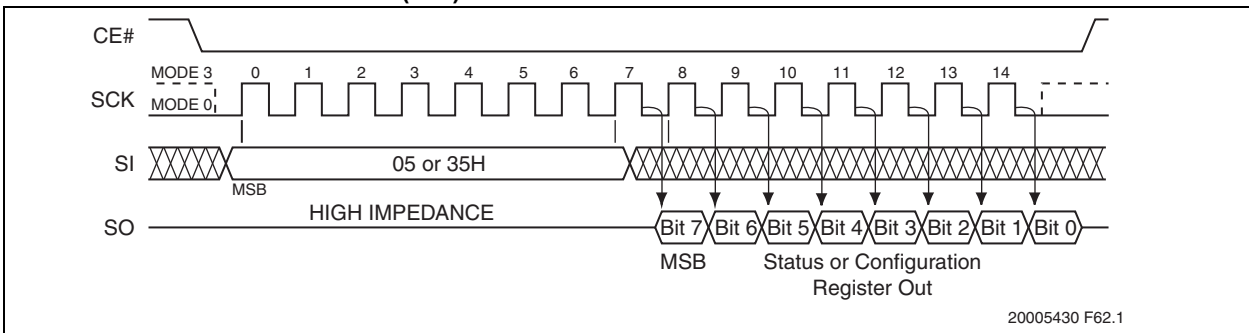 CE#
MODE 3 0 1 2 3 4 5 6 7 8 9 10 11 12 13 14
SCK
MODE 0
SI 05 or 35H
MSB
HIGH IMPEDANCE
SO Bit 7 Bit 6 Bit 5 Bit 4 Bit 3 Bit 2 Bit 1 Bit 0
MSB Status or Configuration
Register Out
20005430 F62.1